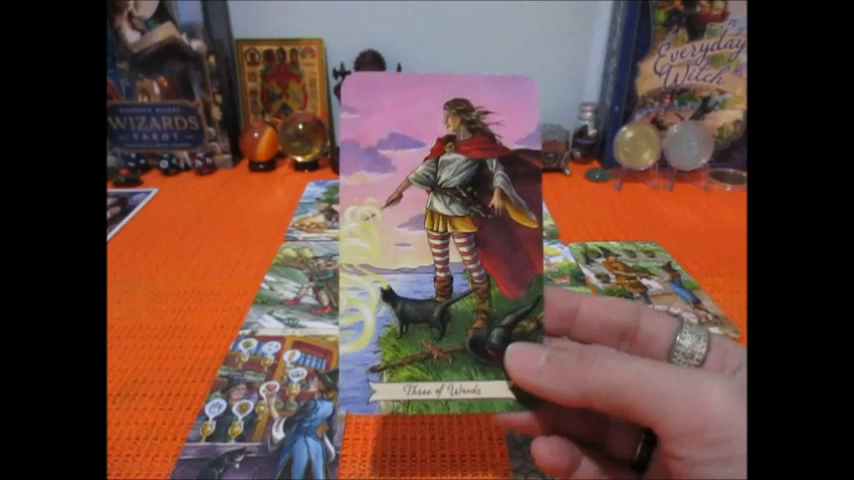 WIZARDS
TAROT
Everyday
Witch
Three of Wands